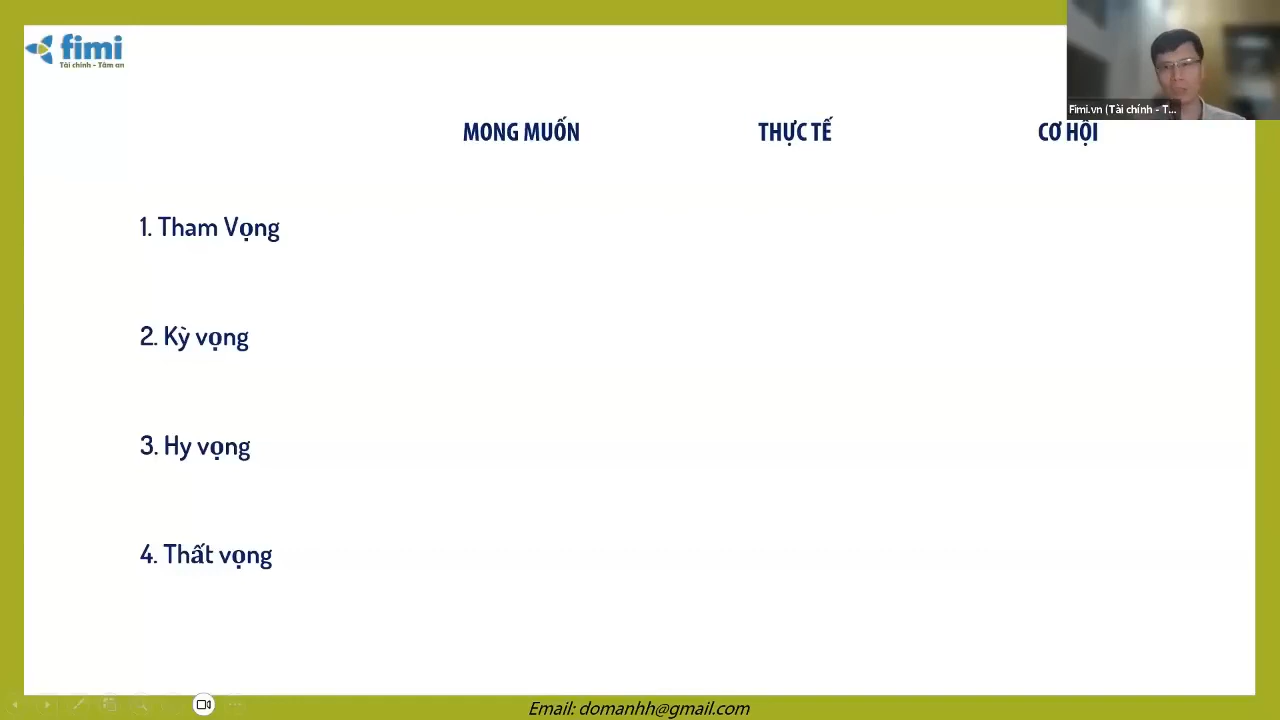 fimi
Tài chính - Tâm an
Fimi.vn (Tài chính - T...
MONG MUỐN THỰC TẾ CƠ HỘI
1. Tham Vọng
2. Kỳ vọng
3. Hy vọng
4. Thất vọng
Email: domanhh@gmail.com